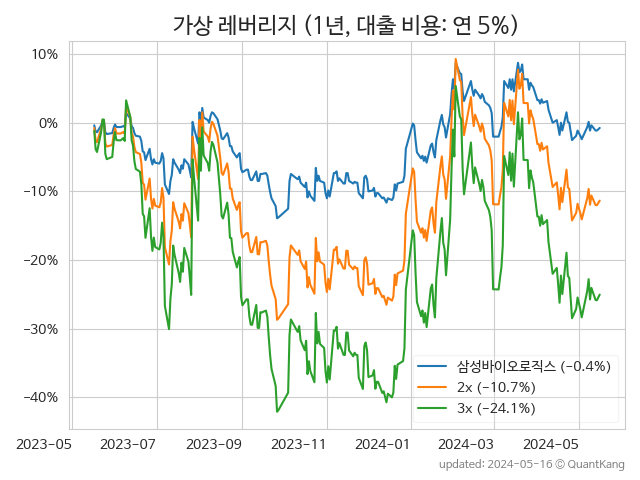 가상 레버리지 (1년, 대출 비용: 연 5%)
10%
0%
−10%
−20%
−30%
−40%
삼성바이오로직스 (−0.4%)
2x (−10.7%)
3x (−24.1%)
2023-05 2023-07 2023-09 2023-11 2024-01 2024-03 2024-05
updated: 2024-05-16 © QuantKang